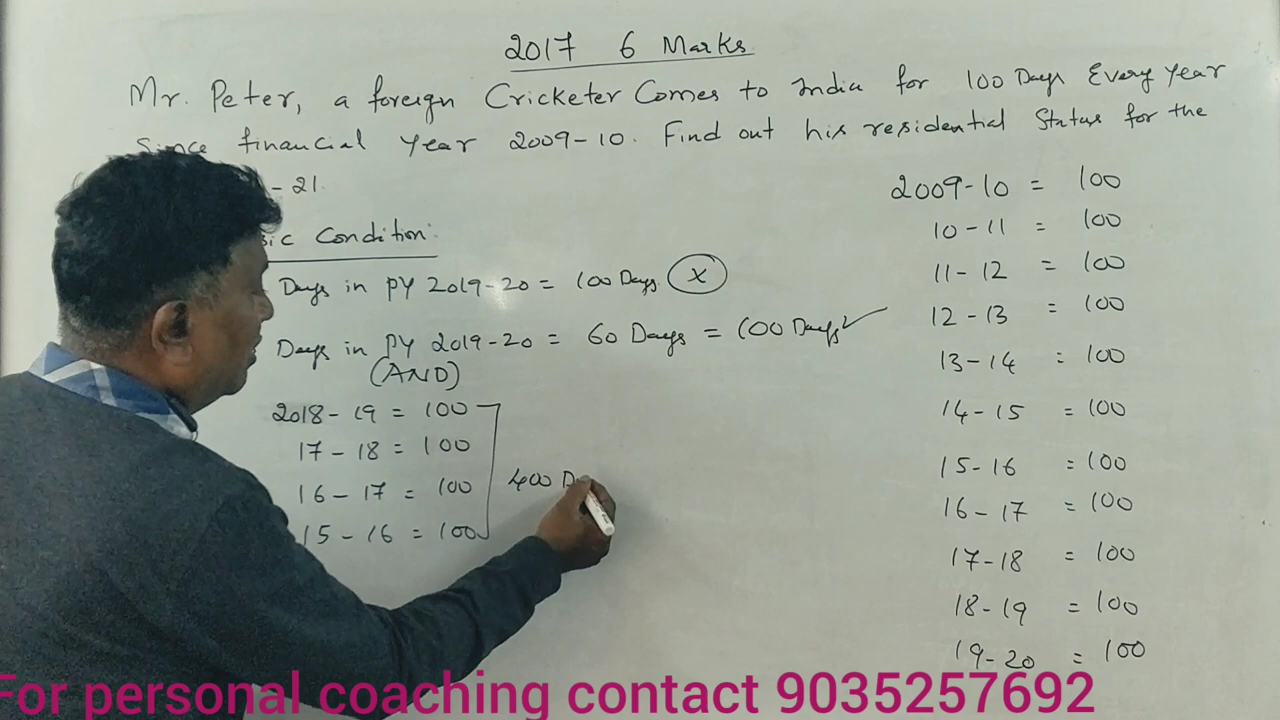 2017 6 Marks
Mr. Peter, a foreign Cricketer Comes to India for 100 Days Every year
Since financial year 2009-10. Find out his residential Status for the
- 21.
sic Condition:
Days in PY 2019-20 = 100 Days (X)
Days in PY 2019-20 = 60 Days = 100 Days ✓
(AND)
2018-19 = 100
17-18 = 100
16-17 = 100
15-16 = 100
400 D
2009-10 = 100
10-11 = 100
11-12 = 100
12-13 = 100
13-14 = 100
14-15 = 100
15-16 = 100
16-17 = 100
17-18 = 100
18-19 = 100
19-20 = 100
For personal coaching contact 9035257692